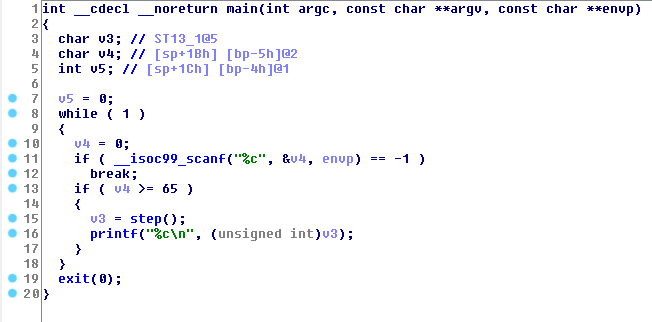 1 int __cdecl __noreturn main(int argc, const char **argv, const char **envp)
2 {
3 char v3; // ST13_1@5
4 char v4; // [sp+1Bh] [bp-5h]@2
5 int v5; // [sp+1Ch] [bp-4h]@1
6
7 v5 = 0;
8 while ( 1 )
9 {
10 v4 = 0;
11 if ( __isoc99_scanf("%c", &v4, envp) == -1 )
12 break;
13 if ( v4 >= 65 )
14 {
15 v3 = step();
16 printf("%c\n", (unsigned int)v3);
17 }
18 }
19 exit(0);
20 }